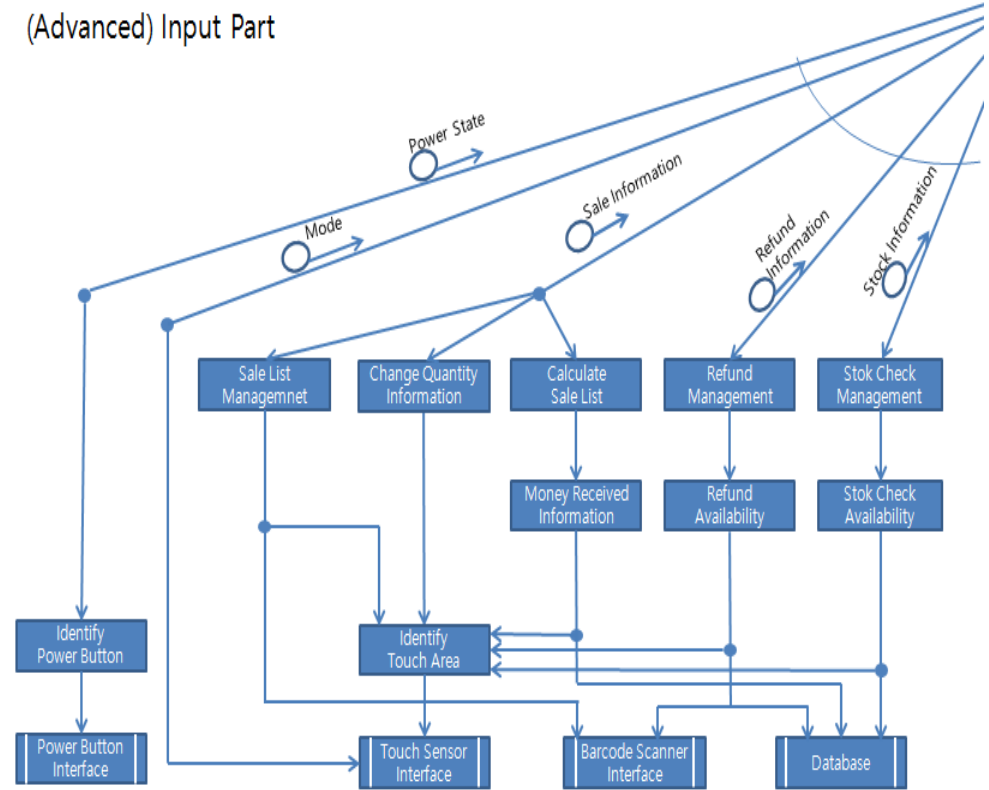 (Advanced) Input Part
Power State
Mode
Sale Information
Refund
Information
Stock Information
Sale List
Managemnet
Change Quantity
Information
Calculate
Sale List
Refund
Management
Stok Check
Management
Money Received
Information
Refund
Availability
Stok Check
Availability
Identify
Power Button
Identify
Touch Area
Power Button
Interface
Touch Sensor
Interface
Barcode Scanner
Interface
Database